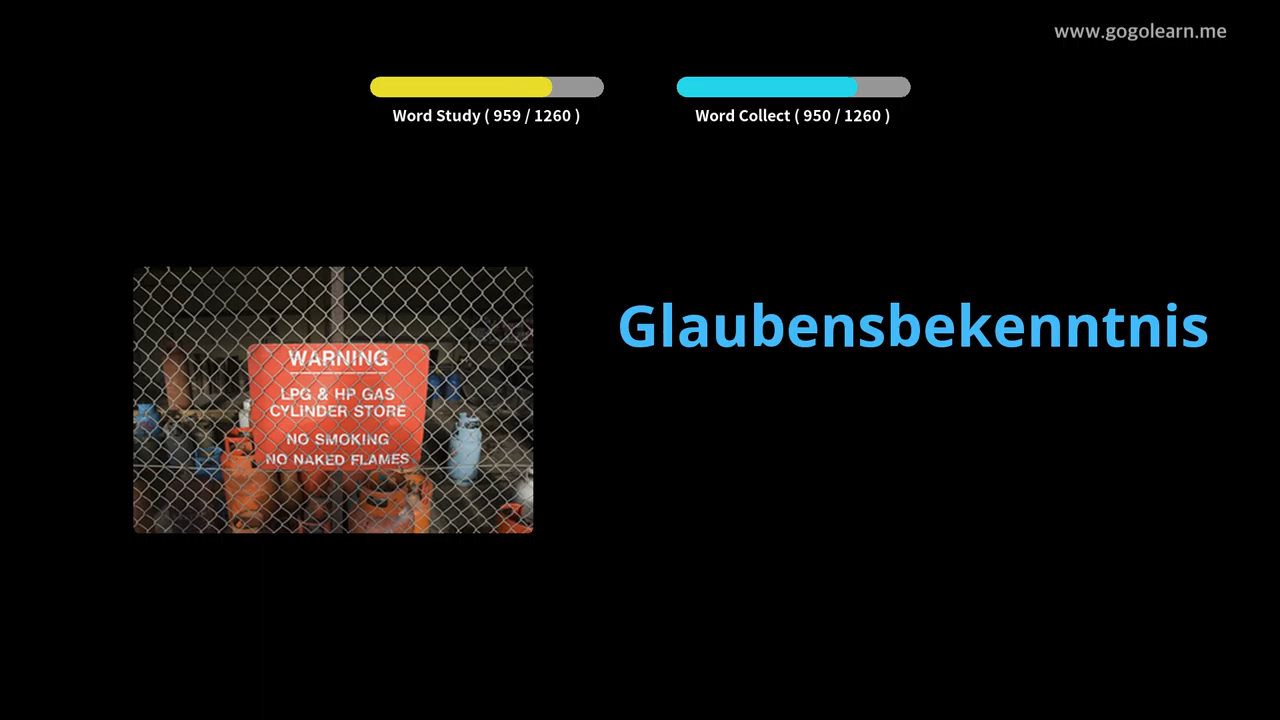 www.gogolearn.me
Word Study ( 959 / 1260 )
Word Collect ( 950 / 1260 )
Glaubensbekenntnis
WARNING
LPG & HP GAS
CYLINDER STORE
NO SMOKING
NO NAKED FLAMES